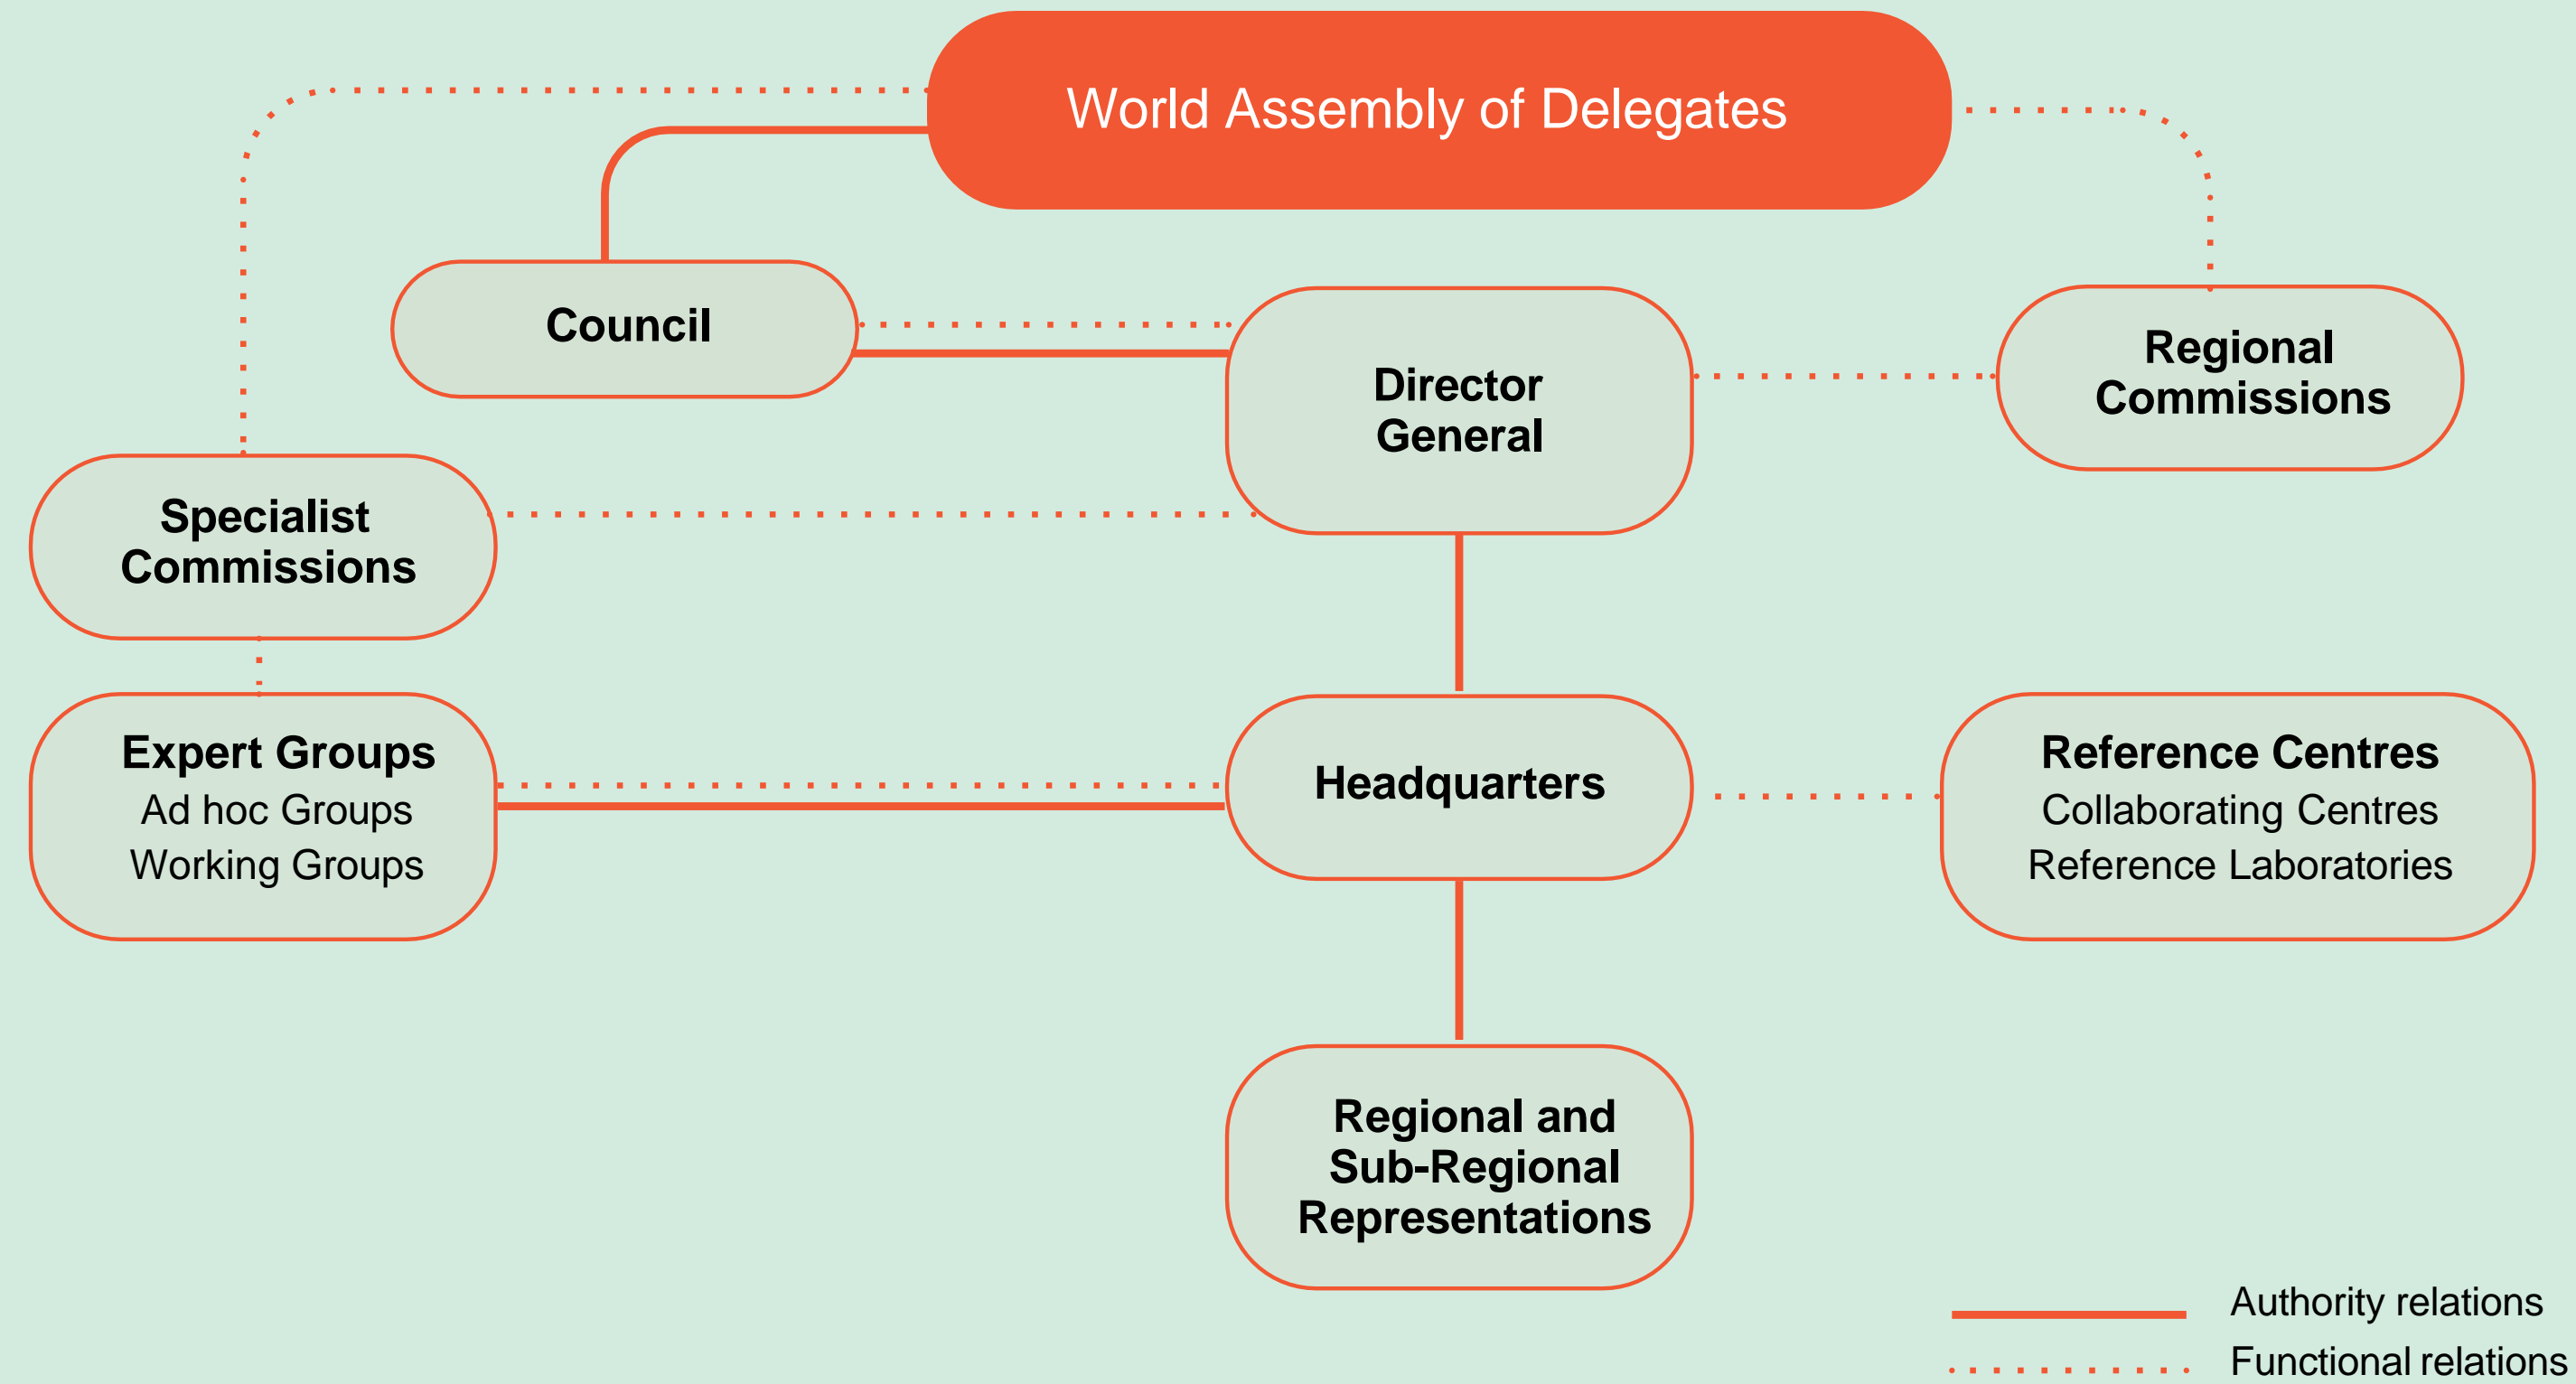 World Assembly of Delegates
Council
Director
General
Regional
Commissions
Specialist
Commissions
Expert Groups
Ad hoc Groups
Working Groups
Headquarters
Reference Centres
Collaborating Centres
Reference Laboratories
Regional and
Sub-Regional
Representations
Authority relations
Functional relations